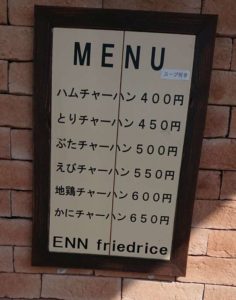 MENU
スープ付き
ハムチャーハン 400円
とりチャーハン 450円
ぶたチャーハン 500円
えびチャーハン 550円
地鶏チャーハン 600円
かにチャーハン 650円
ENN friedrice